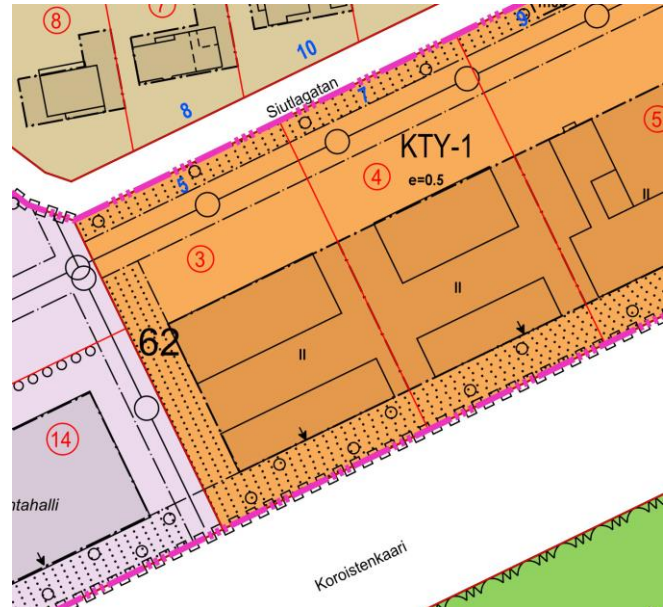 8
7
10
9
8
Siutlagatan
7
KTY-1
5
5
4
e=0.5
II
3
II
62
II
14
ntahalli
Koroistenkaari